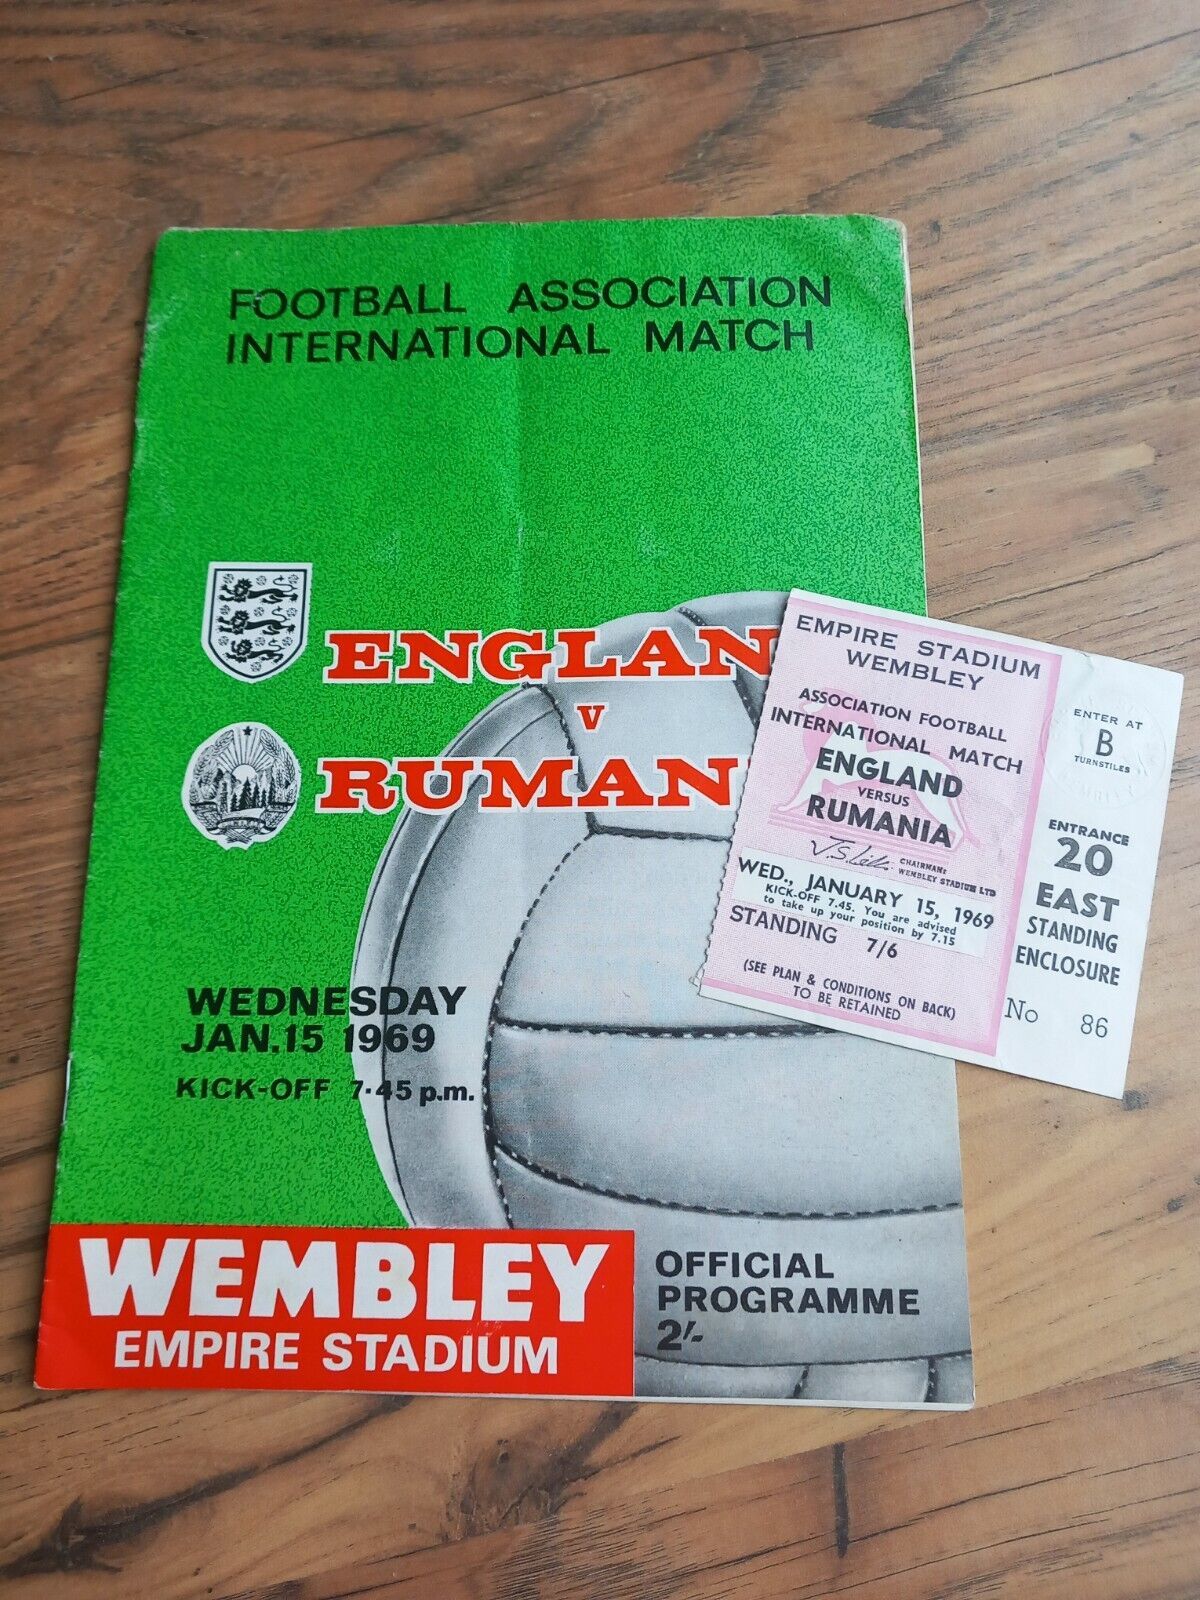 FOOTBALL ASSOCIATION
INTERNATIONAL MATCH
ENGLAN
v
RUMAN
WEDNESDAY
JAN.15 1969
KICK-OFF 7·45 p.m.
WEMBLEY
EMPIRE STADIUM
OFFICIAL
PROGRAMME
2/-
EMPIRE STADIUM
WEMBLEY
ASSOCIATION FOOTBALL
INTERNATIONAL MATCH
ENGLAND
VERSUS
RUMANIA
CHAIRMAN:
WEMBLEY STADIUM LTD
WED., JANUARY 15, 1969
KICK-OFF 7.45. You are advised
to take up your position by 7.15
STANDING 7/6
(SEE PLAN & CONDITIONS ON BACK)
TO BE RETAINED
ENTER AT
B
TURNSTILES
ENTRANCE
20
EAST
STANDING
ENCLOSURE
No 86